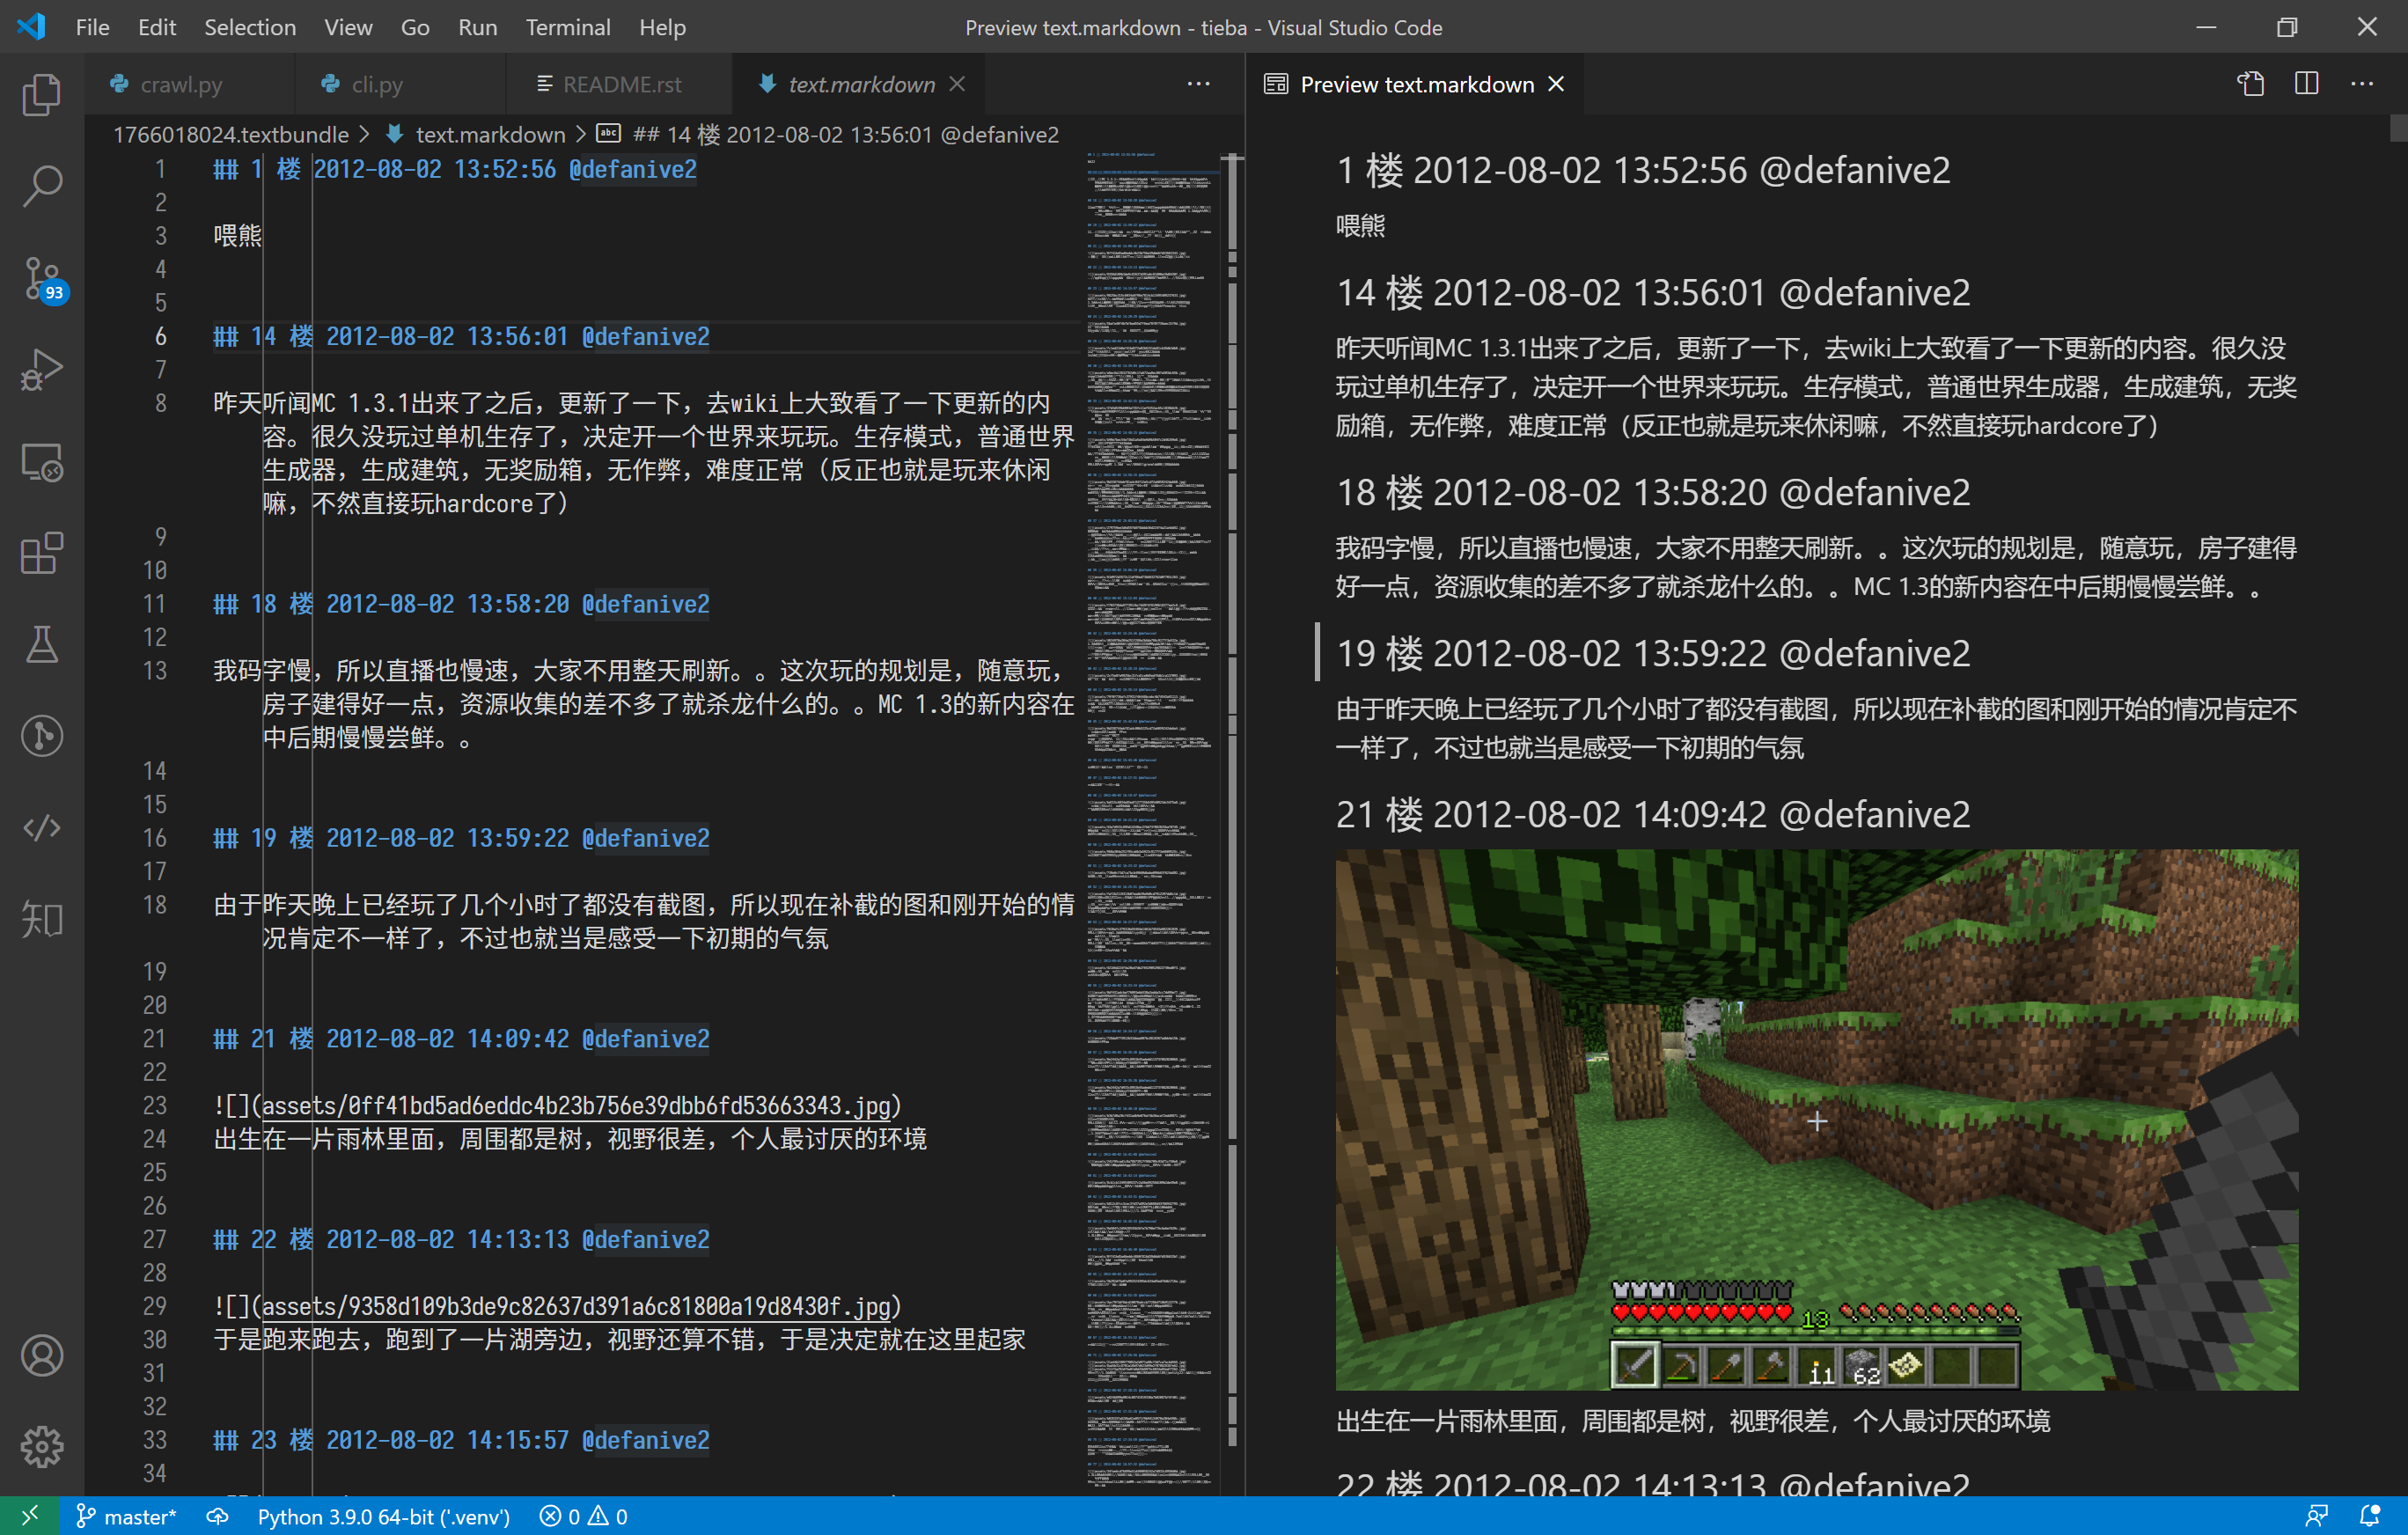 File Edit Selection View Go Run Terminal Help
Preview text.markdown - tieba - Visual Studio Code
crawl.py
cli.py
README.rst
text.markdown
Preview text.markdown
1766018024.textbundle > text.markdown > abc ## 14 楼 2012-08-02 13:56:01 @defanive2
93
知
1 ## 1 楼 2012-08-02 13:52:56 @defanive2
2
3 喂熊
4
5
6 ## 14 楼 2012-08-02 13:56:01 @defanive2
7
8 昨天听闻MC 1.3.1出来了之后，更新了一下，去wiki上大致看了一下更新的内
容。很久没玩过单机生存了，决定开一个世界来玩玩。生存模式，普通世界
生成器，生成建筑，无奖励箱，无作弊，难度正常（反正也就是玩来休闲
嘛，不然直接玩hardcore了）
9
10
11 ## 18 楼 2012-08-02 13:58:20 @defanive2
12
13 我码字慢，所以直播也慢速，大家不用整天刷新。。这次玩的规划是，随意玩，
房子建得好一点，资源收集的差不多了就杀龙什么的。。MC 1.3的新内容在
中后期慢慢尝鲜。。
14
15
16 ## 19 楼 2012-08-02 13:59:22 @defanive2
17
18 由于昨天晚上已经玩了几个小时了都没有截图，所以现在补截的图和刚开始的情
况肯定不一样了，不过也就当是感受一下初期的气氛
19
20
21 ## 21 楼 2012-08-02 14:09:42 @defanive2
22
23 ![](assets/0ff41bd5ad6eddc4b23b756e39dbb6fd53663343.jpg)
24 出生在一片雨林里面，周围都是树，视野很差，个人最讨厌的环境
25
26
27 ## 22 楼 2012-08-02 14:13:13 @defanive2
28
29 ![](assets/9358d109b3de9c82637d391a6c81800a19d8430f.jpg)
30 于是跑来跑去，跑到了一片湖旁边，视野还算不错，于是决定就在这里起家
31
32
33 ## 23 楼 2012-08-02 14:15:57 @defanive2
34
1 楼 2012-08-02 13:52:56 @defanive2
喂熊
14 楼 2012-08-02 13:56:01 @defanive2
昨天听闻MC 1.3.1出来了之后，更新了一下，去wiki上大致看了一下更新的内容。很久没
玩过单机生存了，决定开一个世界来玩玩。生存模式，普通世界生成器，生成建筑，无奖
励箱，无作弊，难度正常（反正也就是玩来休闲嘛，不然直接玩hardcore了）
18 楼 2012-08-02 13:58:20 @defanive2
我码字慢，所以直播也慢速，大家不用整天刷新。。这次玩的规划是，随意玩，房子建得
好一点，资源收集的差不多了就杀龙什么的。。MC 1.3的新内容在中后期慢慢尝鲜。。
19 楼 2012-08-02 13:59:22 @defanive2
由于昨天晚上已经玩了几个小时了都没有截图，所以现在补截的图和刚开始的情况肯定不
一样了，不过也就当是感受一下初期的气氛
21 楼 2012-08-02 14:09:42 @defanive2
13
11 62
出生在一片雨林里面，周围都是树，视野很差，个人最讨厌的环境
22 楼 2012-08-02 14:13:13 @defanive2
master* Python 3.9.0 64-bit ('.venv') 0 0